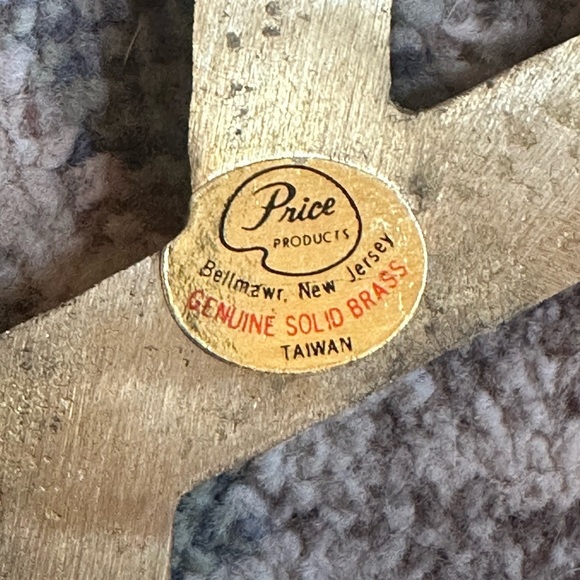 Price
PRODUCTS
Bellmawr, New Jersey
GENUINE SOLID BRASS
TAIWAN